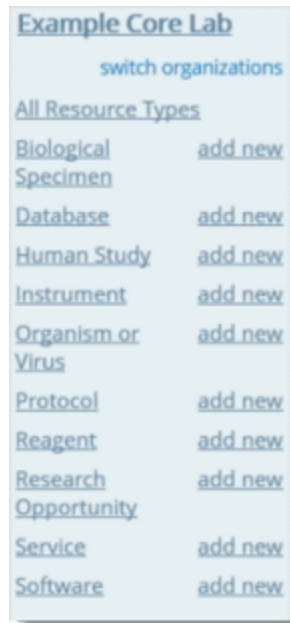 Example Core Lab
switch organizations
All Resource Types
Biological add new
Specimen
Database add new
Human Study add new
Instrument add new
Organism or add new
Virus
Protocol add new
Reagent add new
Research add new
Opportunity
Service add new
Software add new